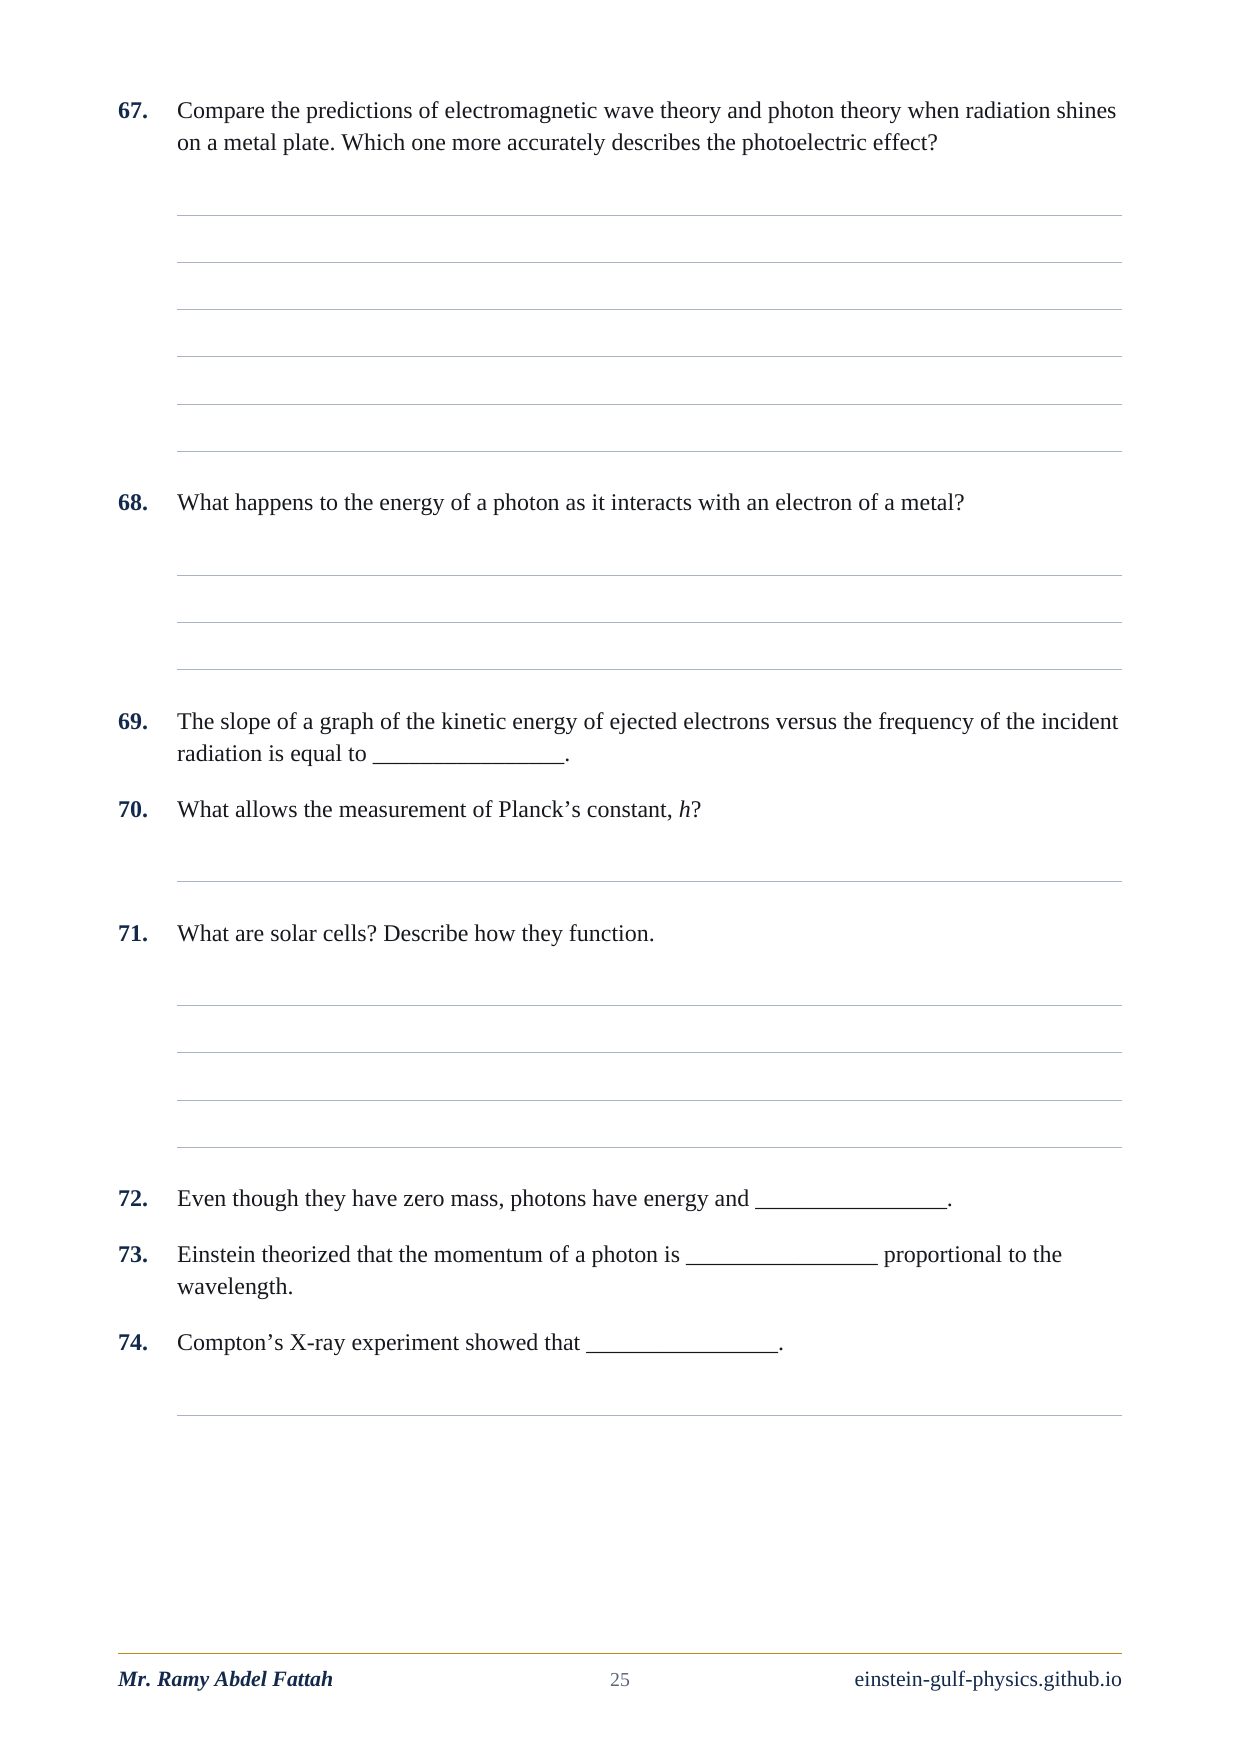 67. Compare the predictions of electromagnetic wave theory and photon theory when radiation shines
on a metal plate. Which one more accurately describes the photoelectric effect?
68. What happens to the energy of a photon as it interacts with an electron of a metal?
69. The slope of a graph of the kinetic energy of ejected electrons versus the frequency of the incident
radiation is equal to ________________.
70. What allows the measurement of Planck’s constant, h?
71. What are solar cells? Describe how they function.
72. Even though they have zero mass, photons have energy and ________________.
73. Einstein theorized that the momentum of a photon is ________________ proportional to the
wavelength.
74. Compton’s X-ray experiment showed that ________________.
Mr. Ramy Abdel Fattah 25 einstein-gulf-physics.github.io